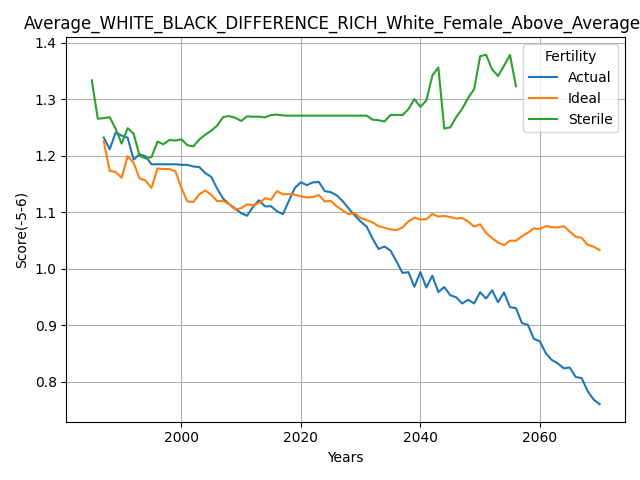 Average_WHITE_BLACK_DIFFERENCE_RICH_White_Female_Above_Average
Fertility
Actual
Ideal
Sterile
Score(-5-6)
1.4
1.3
1.2
1.1
1.0
0.9
0.8
2000 2020 2040 2060
Years